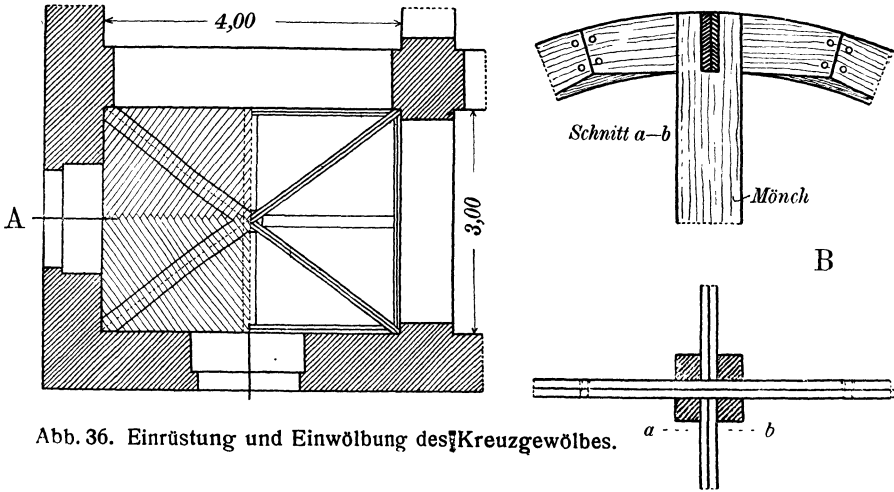 4,00
Schnitt a–b
Mönch
A
3,00
B
a
b
Abb. 36. Einrüstung und Einwölbung des Kreuzgewölbes.